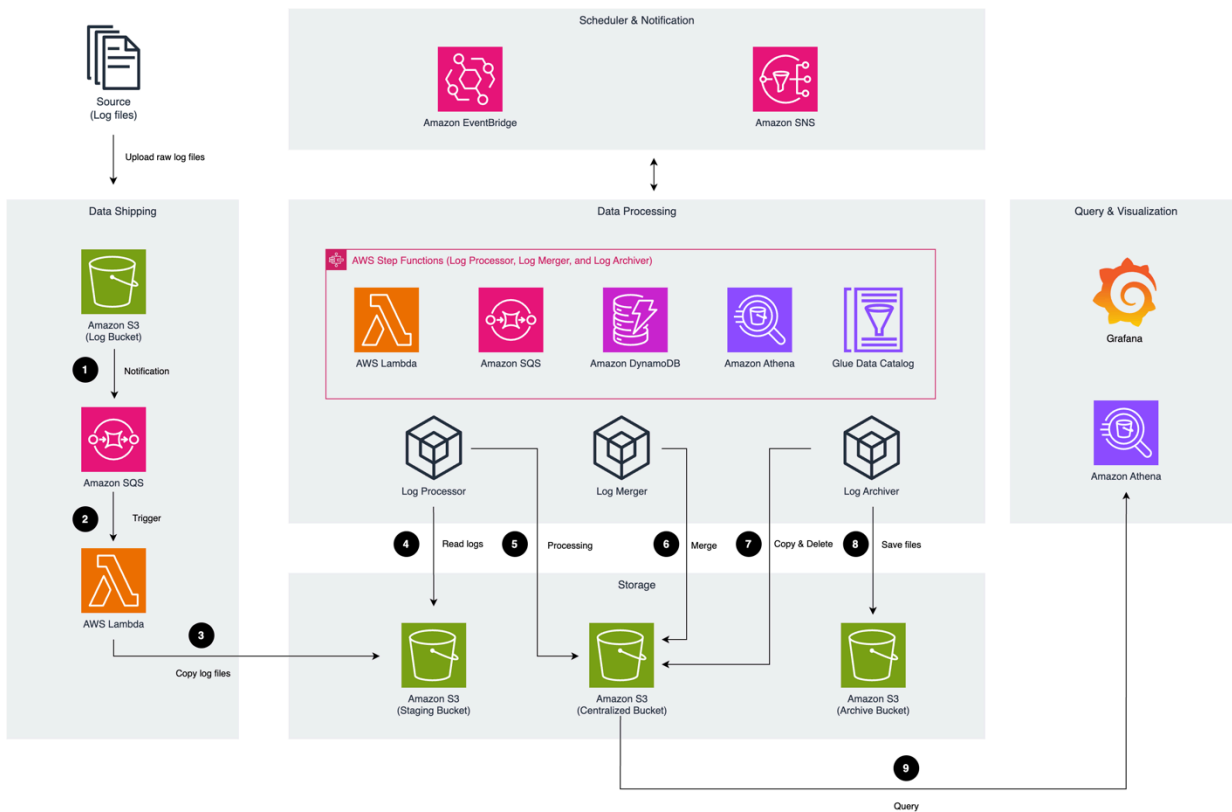 Source
(Log files)
Upload raw log files
Scheduler & Notification
Amazon EventBridge
Amazon SNS
Data Shipping
Amazon S3
(Log Bucket)
1
Notification
Amazon SQS
2
Trigger
AWS Lambda
3
Copy log files
Data Processing
AWS Step Functions (Log Processor, Log Merger, and Log Archiver)
AWS Lambda
Amazon SQS
Amazon DynamoDB
Amazon Athena
Glue Data Catalog
Log Processor
Log Merger
Log Archiver
4
Read logs
5
Processing
6
Merge
7
Copy & Delete
8
Save files
Storage
Amazon S3
(Staging Bucket)
Amazon S3
(Centralized Bucket)
Amazon S3
(Archive Bucket)
Query & Visualization
Grafana
Amazon Athena
9
Query